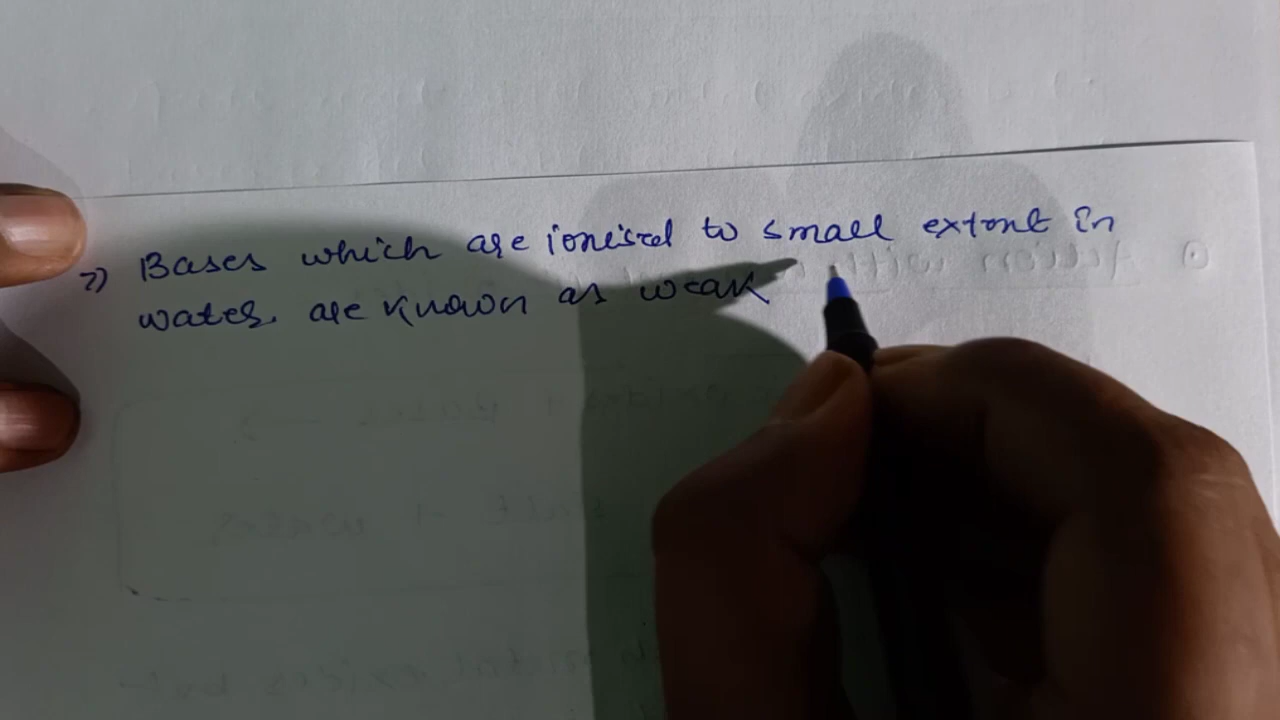 7) Bases which are ionised to small extent in
water. are known as weak